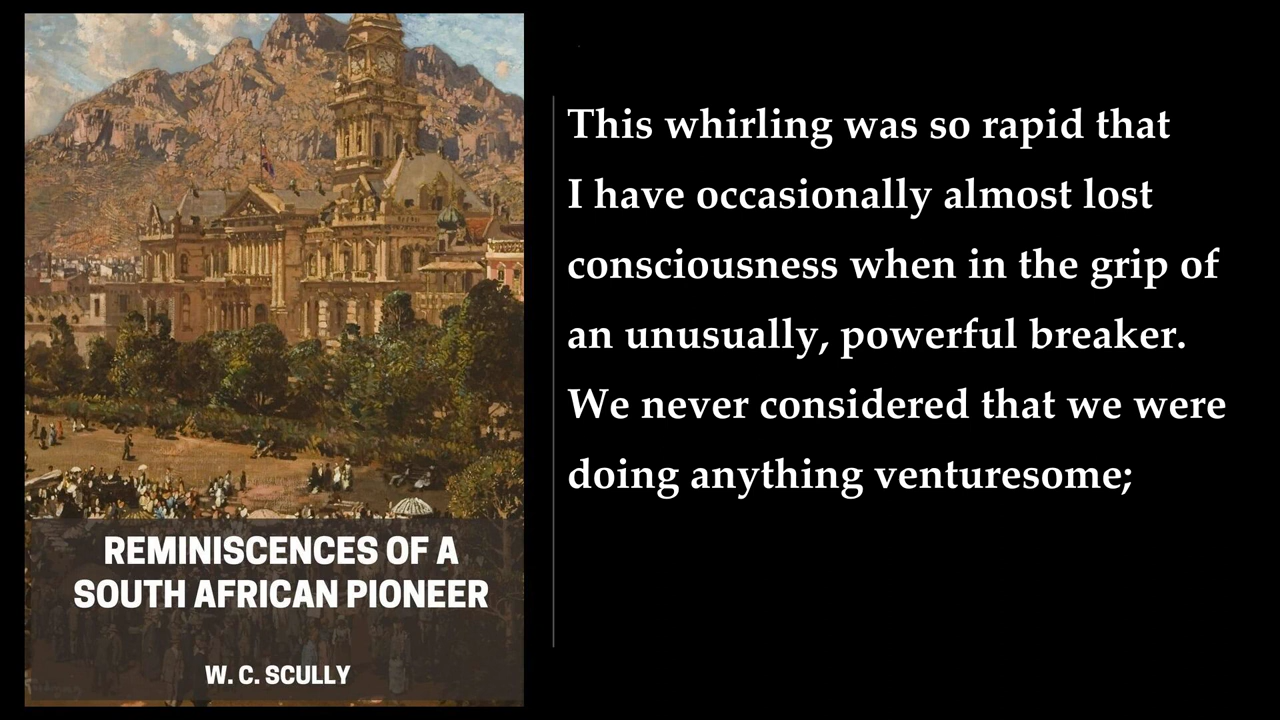 This whirling was so rapid that
I have occasionally almost lost
consciousness when in the grip of
an unusually, powerful breaker.
We never considered that we were
doing anything venturesome;
REMINISCENCES OF A
SOUTH AFRICAN PIONEER
W. C. SCULLY